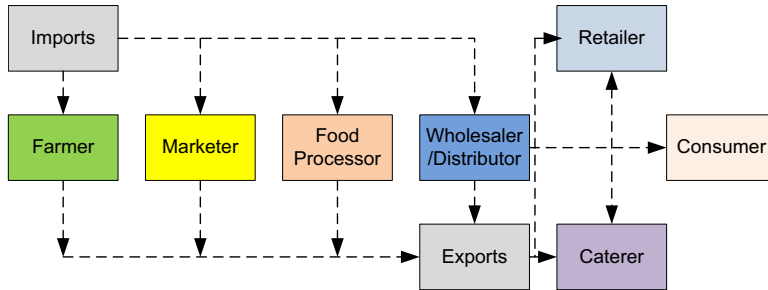 Imports
Retailer
Farmer
Marketer
Food
Processor
Wholesaler
/Distributor
Consumer
Exports
Caterer